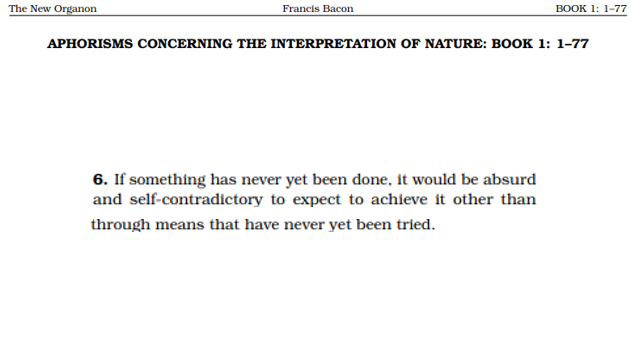 The New Organon Francis Bacon BOOK 1: 1–77
APHORISMS CONCERNING THE INTERPRETATION OF NATURE: BOOK 1: 1–77
6. If something has never yet been done, it would be absurd
and self-contradictory to expect to achieve it other than
through means that have never yet been tried.